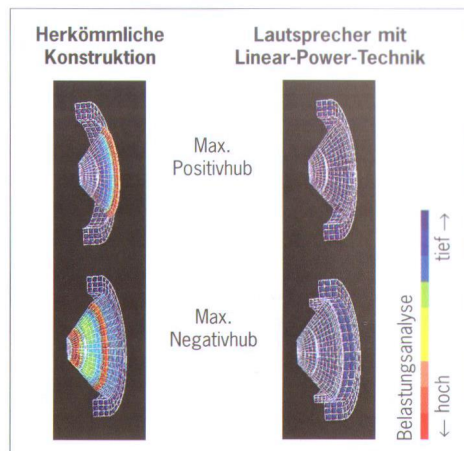 Herkömmliche
Konstruktion
Lautsprecher mit
Linear-Power-Technik
Max.
Positivhub
Max.
Negativhub
Belastungsanalyse
← hoch
tief →